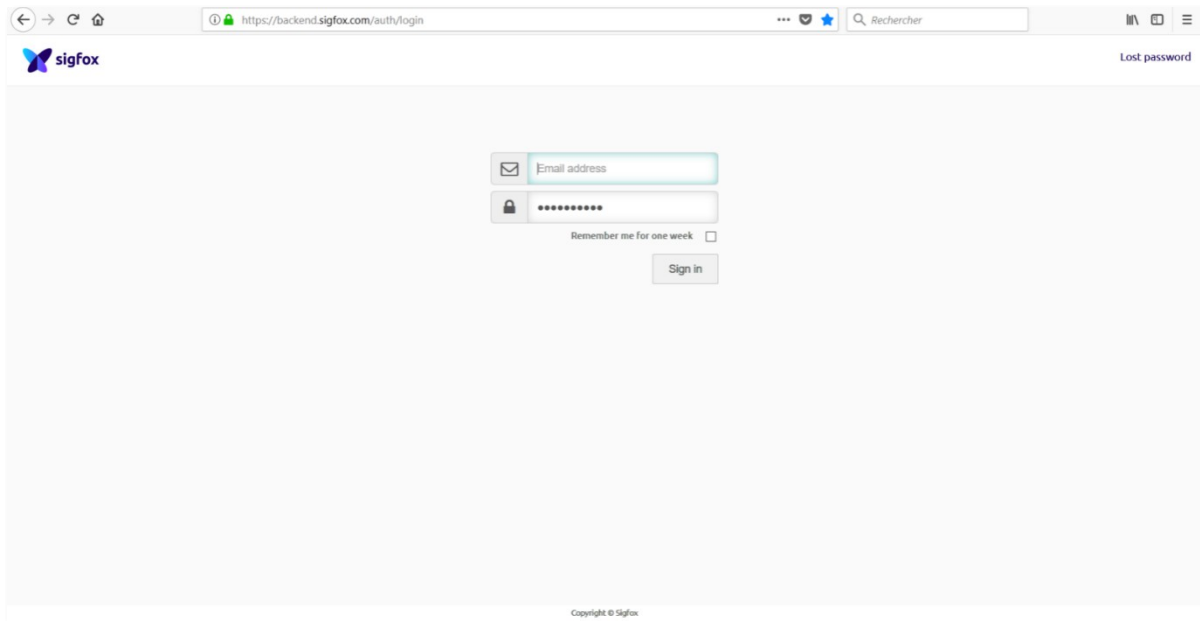 https://backend.sigfox.com/auth/login
Rechercher
sigfox
Lost password
Email address
••••••••••
Remember me for one week
Sign in
Copyright © Sigfox